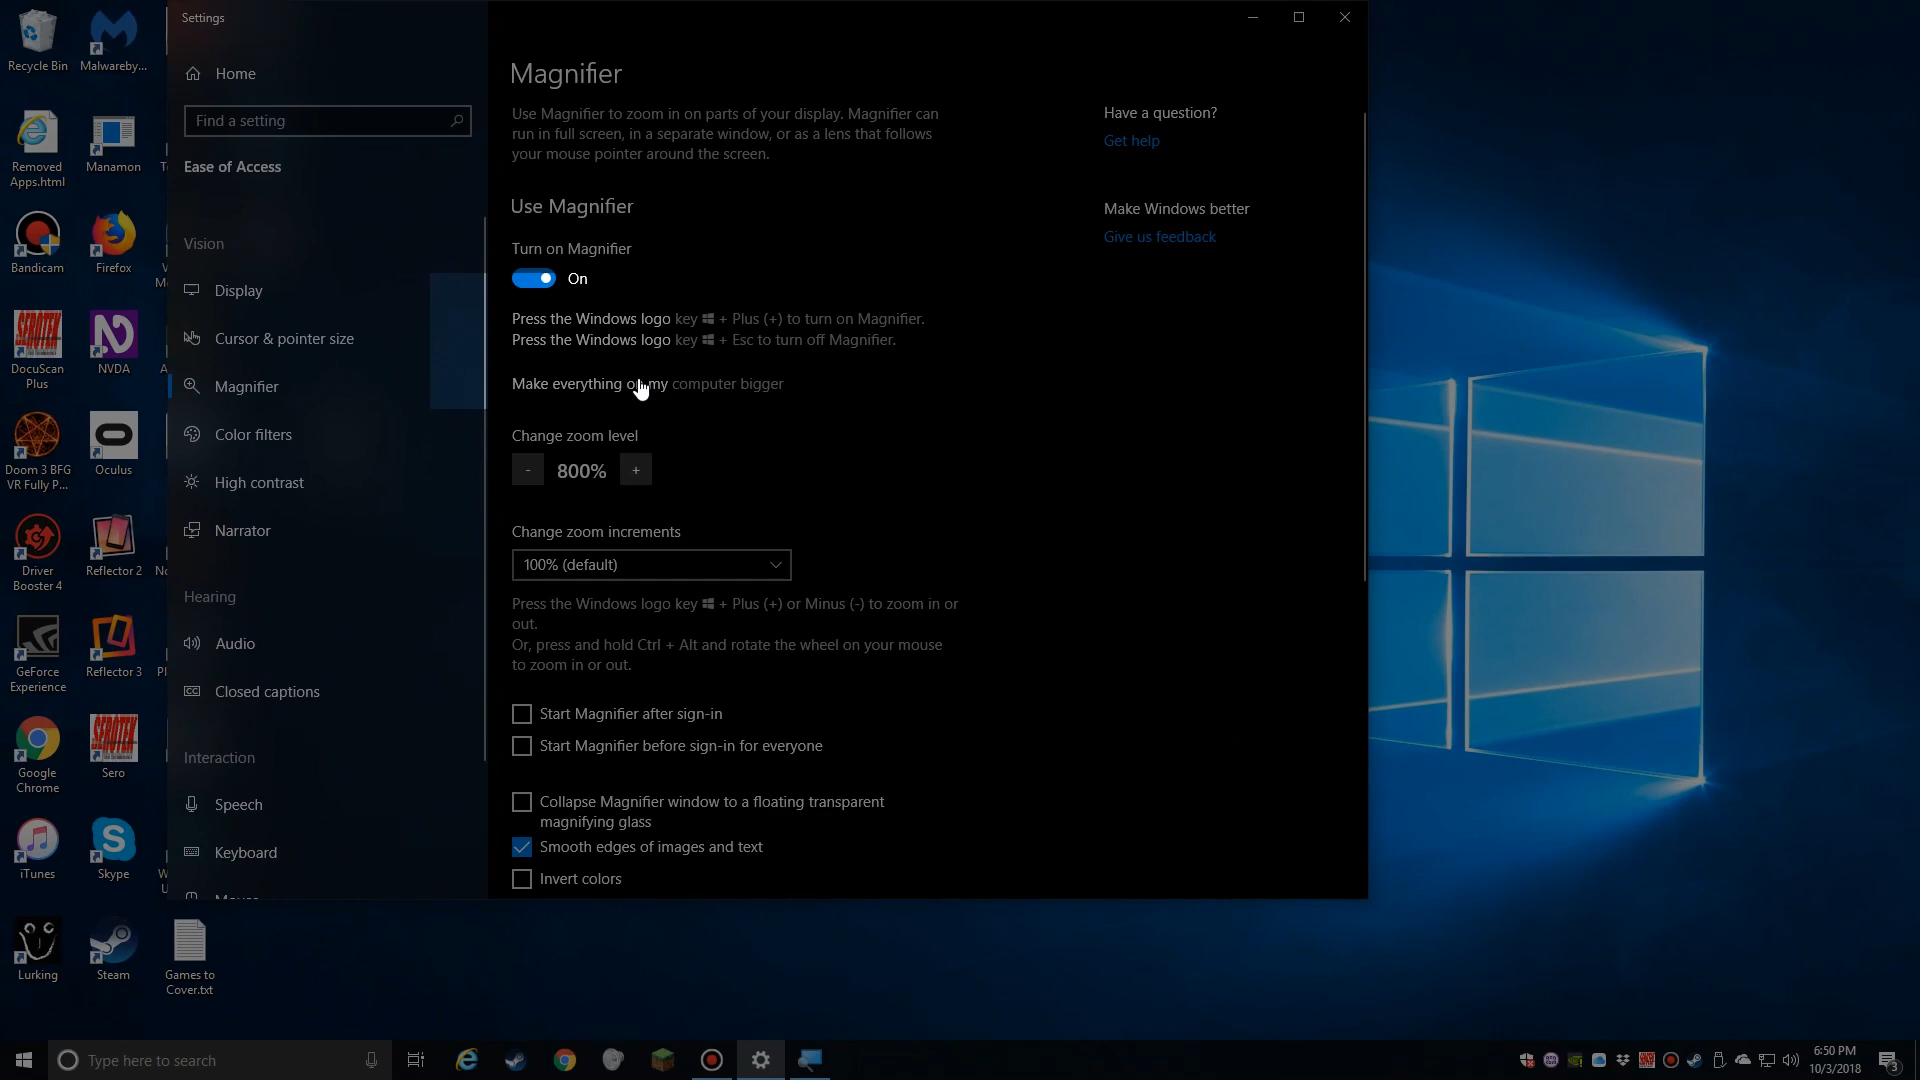 Settings
Home
Find a setting
Ease of Access
Vision
Display
Cursor & pointer size
Magnifier
Color filters
High contrast
Narrator
Hearing
Audio
Closed captions
Interaction
Speech
Keyboard
Magnifier
Use Magnifier to zoom in on parts of your display. Magnifier can
run in full screen, in a separate window, or as a lens that follows
your mouse pointer around the screen.
Use Magnifier
Turn on Magnifier
On
Press the Windows logo key + Plus (+) to turn on Magnifier.
Press the Windows logo key + Esc to turn off Magnifier.
Make everything on my computer bigger
Change zoom level
- 800% +
Change zoom increments
100% (default)
Press the Windows logo key + Plus (+) or Minus (-) to zoom in or
out.
Or, press and hold Ctrl + Alt and rotate the wheel on your mouse
to zoom in or out.
Start Magnifier after sign-in
Start Magnifier before sign-in for everyone
Collapse Magnifier window to a floating transparent
magnifying glass
Smooth edges of images and text
Invert colors
Have a question?
Get help
Make Windows better
Give us feedback
Recycle Bin
Malwareby...
Removed
Apps.html
Manamon
Bandicam
Firefox
SEROTEK
DocuScan
Plus
NVDA
Doom 3 BFG
VR Fully P...
Oculus
Driver
Booster 4
Reflector 2
GeForce
Experience
Reflector 3
Google
Chrome
SEROTEK
Sero
iTunes
Skype
Lurking
Steam
Games to
Cover.txt
Type here to search
6:50 PM
10/3/2018
3